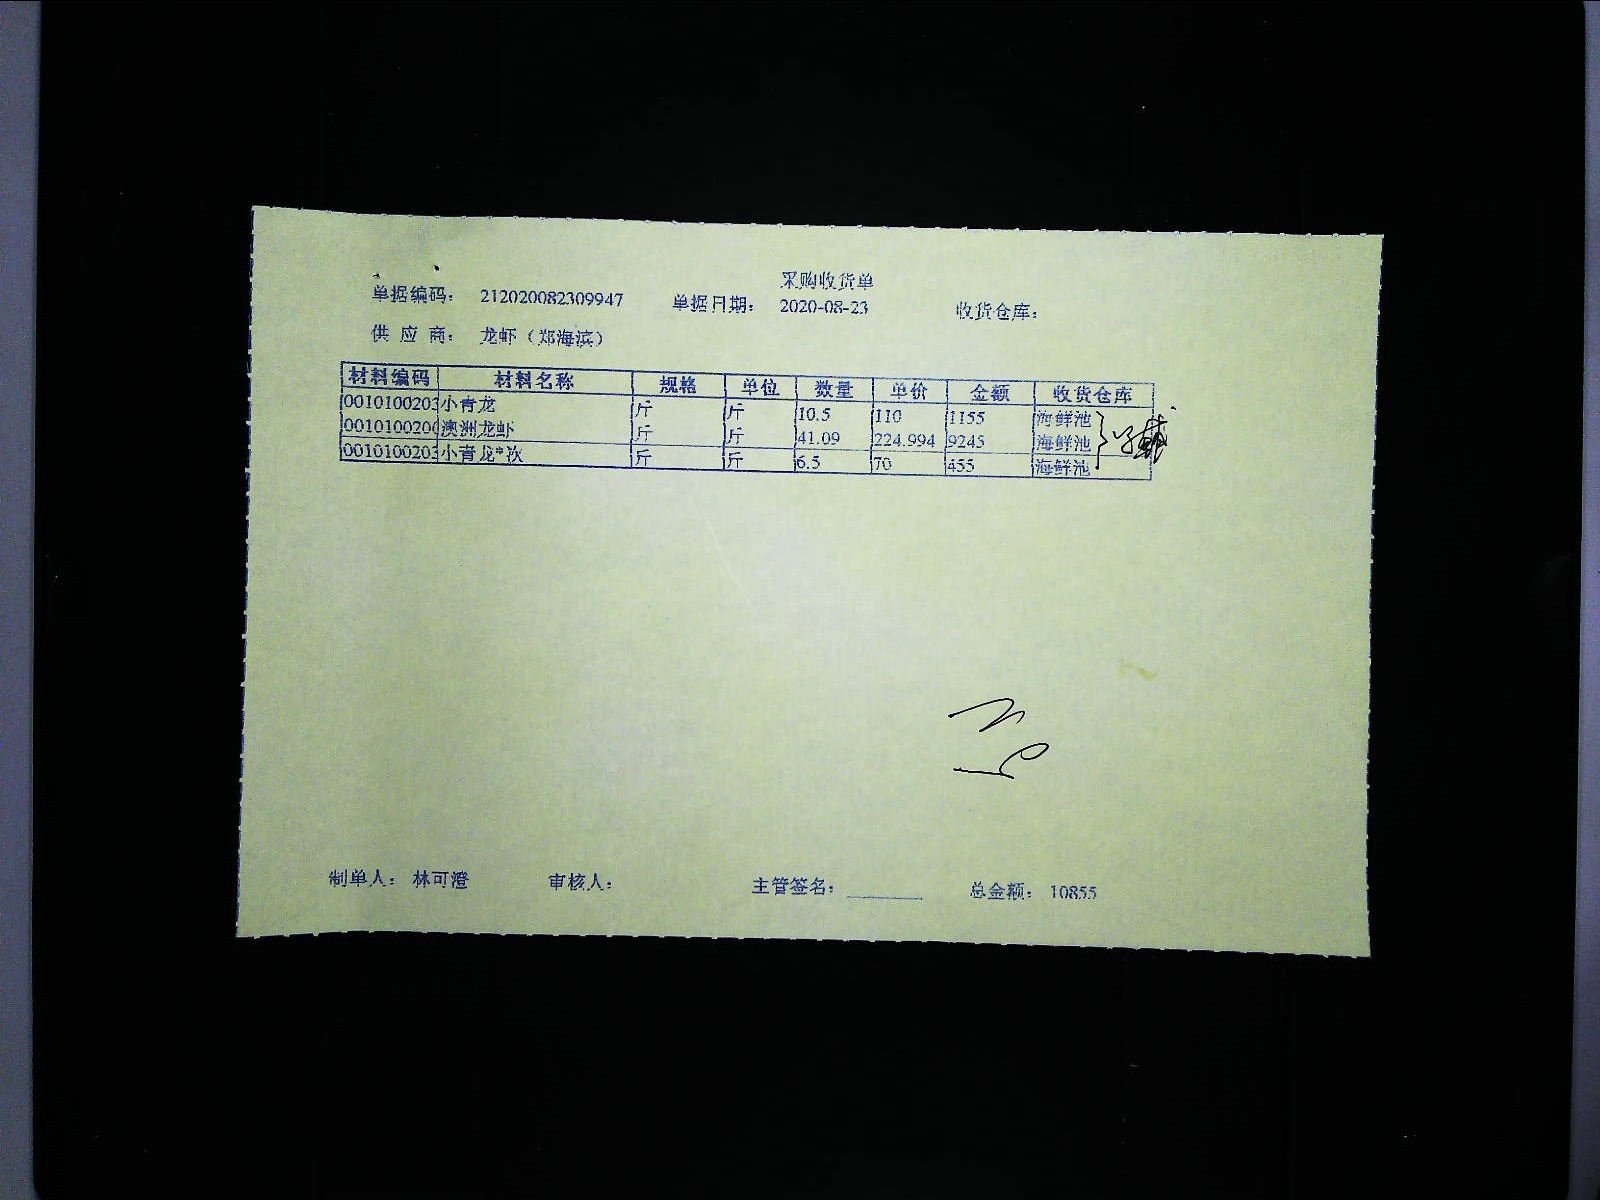 采购收货单
单据编码： 212020082309947 单据日期： 2020-08-23 收货仓库：
供 应 商： 龙虾（郑海滨）
材料编码 材料名称 规格 单位 数量 单价 金额 收货仓库
0010100203 小青龙 斤 斤 10.5 110 1155 海鲜池
001010020 澳洲龙虾 斤 斤 41.09 224.994 9245 海鲜池
0010100203 小青龙*次 斤 斤 6.5 70 455 海鲜池
制单人： 林可澄 审核人： 主管签名： 总金额： 10855